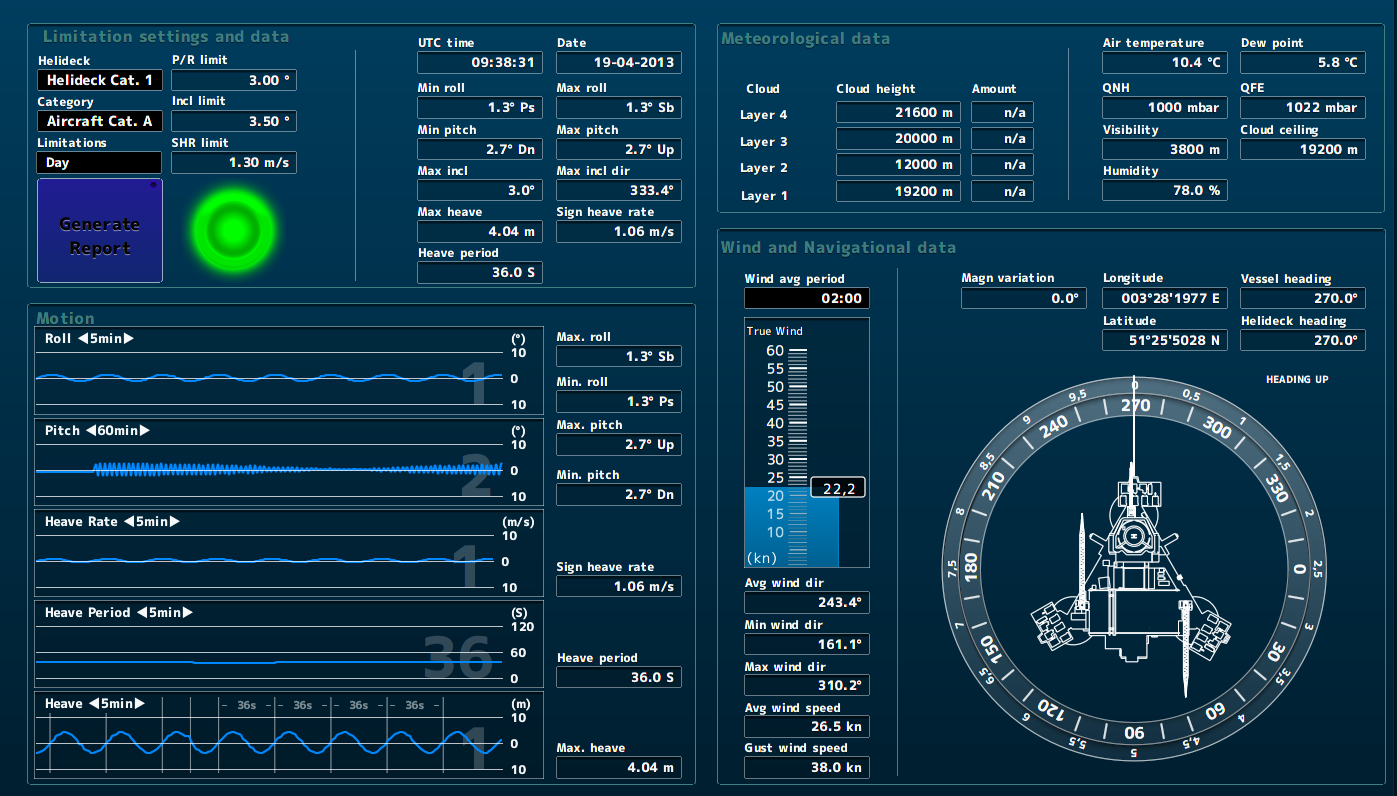 Limitation settings and data
Helideck
P/R limit
Helideck Cat. 1
3.00 °
Category
Incl limit
Aircraft Cat. A
3.50 °
Limitations
SHR limit
Day
1.30 m/s
Generate
Report
UTC time
Date
09:38:31
19-04-2013
Min roll
Max roll
1.3° Ps
1.3° Sb
Min pitch
Max pitch
2.7° Dn
2.7° Up
Max incl
Max incl dir
3.0°
333.4°
Max heave
Sign heave rate
4.04 m
1.06 m/s
Heave period
36.0 S
Motion
Roll ◀5min▶
(°)
10
0
10
1
Max. roll
1.3° Sb
Min. roll
1.3° Ps
Pitch ◀60min▶
(°)
10
0
10
2
Max. pitch
2.7° Up
Min. pitch
2.7° Dn
Heave Rate ◀5min▶
(m/s)
10
0
10
1
Sign heave rate
1.06 m/s
Heave Period ◀5min▶
(S)
120
60
0
36
Heave period
36.0 S
Heave ◀5min▶
- 36s - 36s - 36s - 36s -
(m)
10
0
10
1
Max. heave
4.04 m
Meteorological data
Cloud
Cloud height
Amount
Layer 4
21600 m
n/a
Layer 3
20000 m
n/a
Layer 2
12000 m
n/a
Layer 1
19200 m
n/a
Air temperature
Dew point
10.4 °C
5.8 °C
QNH
QFE
1000 mbar
1022 mbar
Visibility
Cloud ceiling
3800 m
19200 m
Humidity
78.0 %
Wind and Navigational data
Wind avg period
02:00
True Wind
60
55
50
45
40
35
30
25
20
15
10
22,2
(kn)
Avg wind dir
243.4°
Min wind dir
161.1°
Max wind dir
310.2°
Avg wind speed
26.5 kn
Gust wind speed
38.0 kn
Magn variation
Longitude
Vessel heading
0.0°
003°28'1977 E
270.0°
Latitude
Helideck heading
51°25'5028 N
270.0°
HEADING UP
0
0,5
1
1,5
2
2,5
3
3,5
4
4,5
5
5,5
6
6,5
7
7,5
8
8,5
9
9,5
270
300
330
0
30
60
90
120
150
180
210
240
H